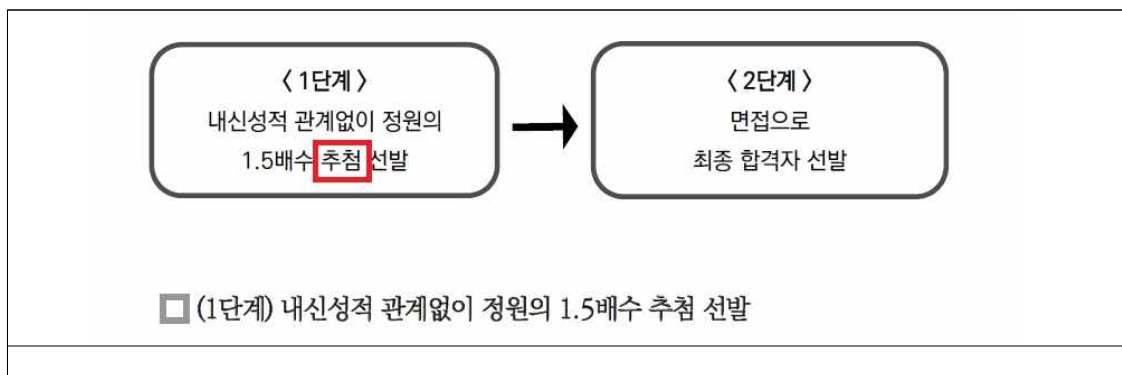 〈 1단계 〉
내신성적 관계없이 정원의
1.5배수 추첨 선발
〈 2단계 〉
면접으로
최종 합격자 선발
(1단계) 내신성적 관계없이 정원의 1.5배수 추첨 선발